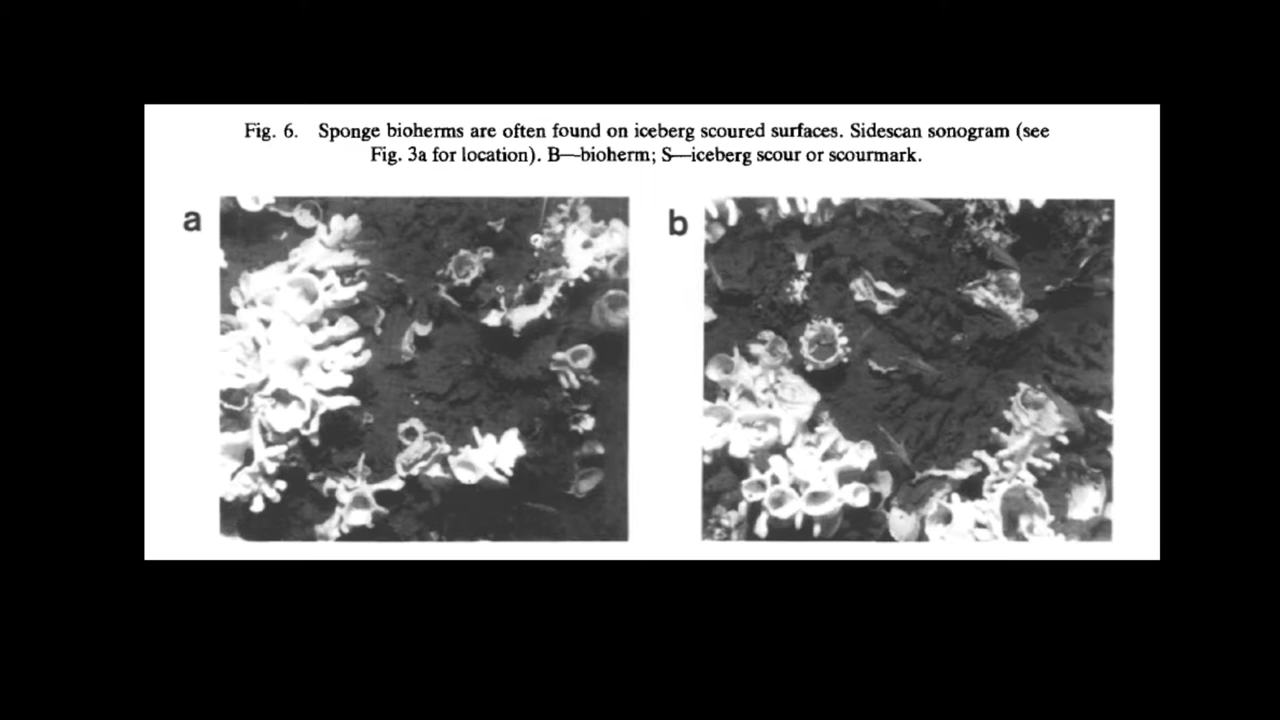 Fig. 6. Sponge bioherms are often found on iceberg scoured surfaces. Sidescan sonogram (see
Fig. 3a for location). B—bioherm; S—iceberg scour or scourmark.
a
b